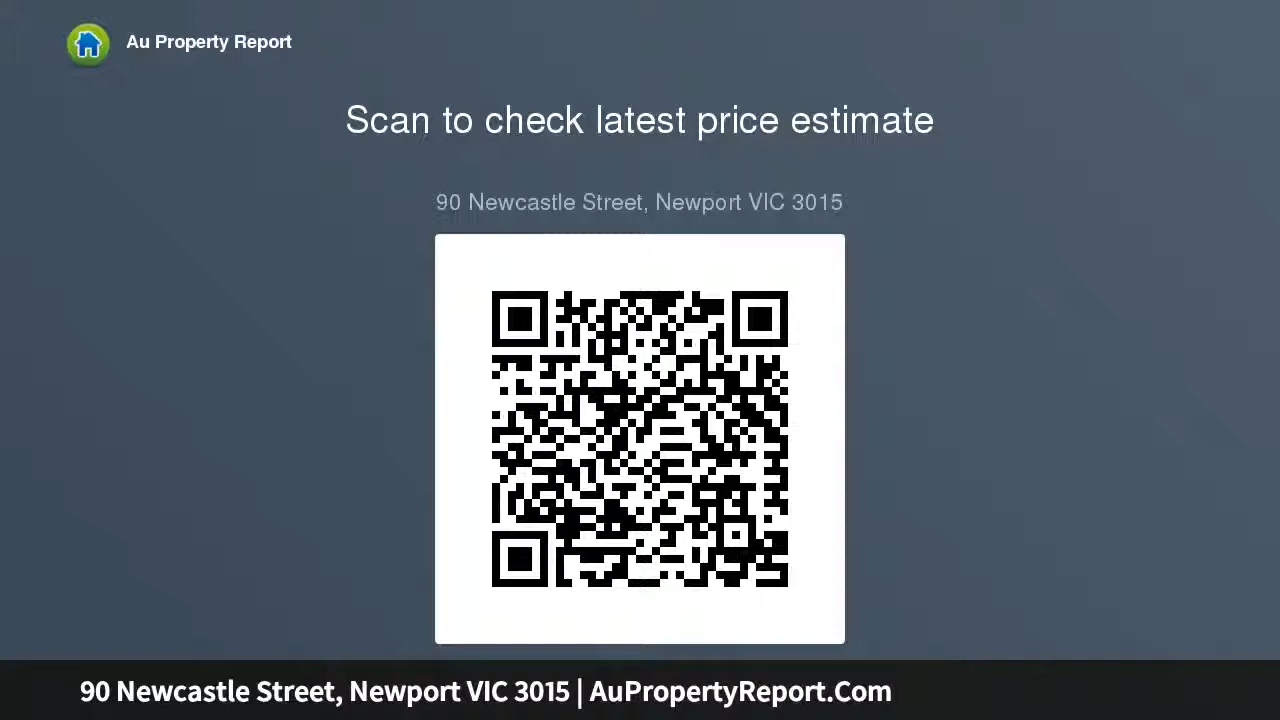 Au Property Report
Scan to check latest price estimate
90 Newcastle Street, Newport VIC 3015
90 Newcastle Street, Newport VIC 3015 | AuPropertyReport.Com